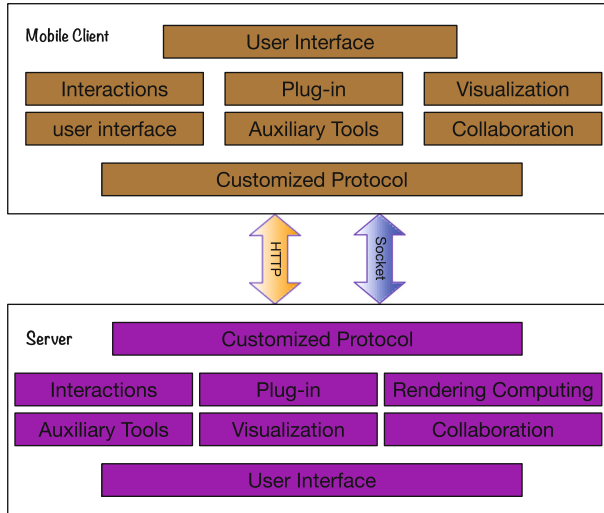 Mobile Client
User Interface
Interactions Plug-in Visualization
user interface Auxiliary Tools Collaboration
Customized Protocol
HTTP Socket
Server
Customized Protocol
Interactions Plug-in Rendering Computing
Auxiliary Tools Visualization Collaboration
User Interface